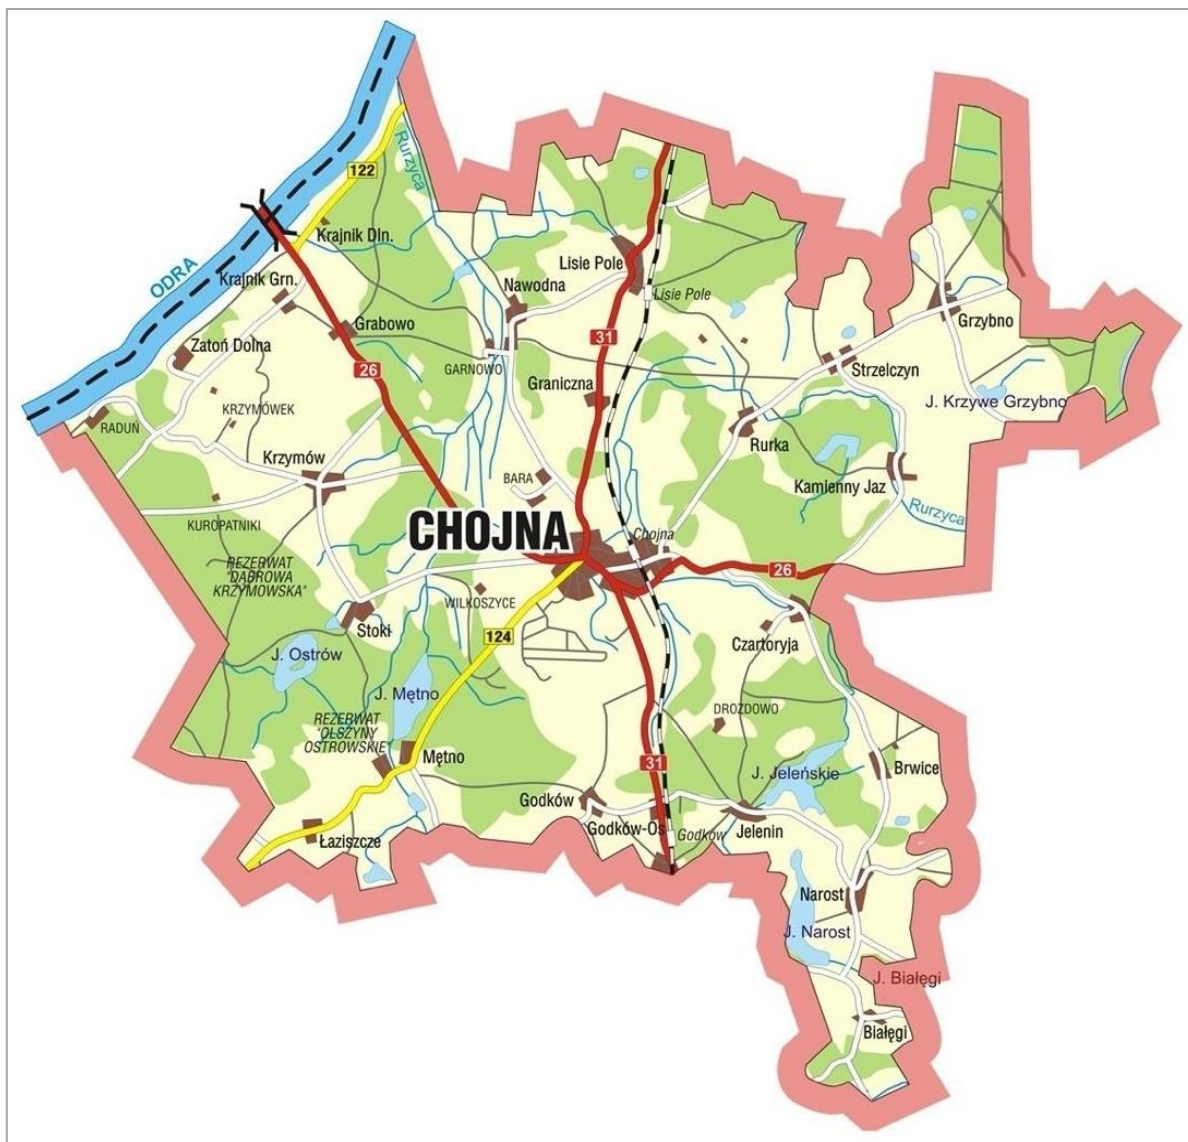 Rurzyca
122
Krajnik Dln.
ODRA
Krajnik Grn.
Lisie Pole
Nawodna
Lisie Pole
Grzybno
Grabowo
31
Zatoń Dolna
GARNOWO
26
Graniczna
Strzelczyn
KRZYMÓWEK
J. Krzywe Grzybno
RADUŃ
Rurka
Krzymów
BARA
Kamienny Jaz
KUROPATNIKI
Rurzyca
CHOJNA
Chojna
REZERWAT
"DĄBROWA
KRZYMOWSKA"
26
WILKOSZYCE
Stoki
124
Czartoryja
J. Ostrów
J. Mętno
DROZDOWO
REZERWAT
"OLSZYNY
OSTROWSKIE"
Mętno
31
J. Jeleńskie
Brwice
Godków
Godków-Os
Godków
Jelenin
Łaziszcze
Narost
J. Narost
J. Białęgi
Białęgi